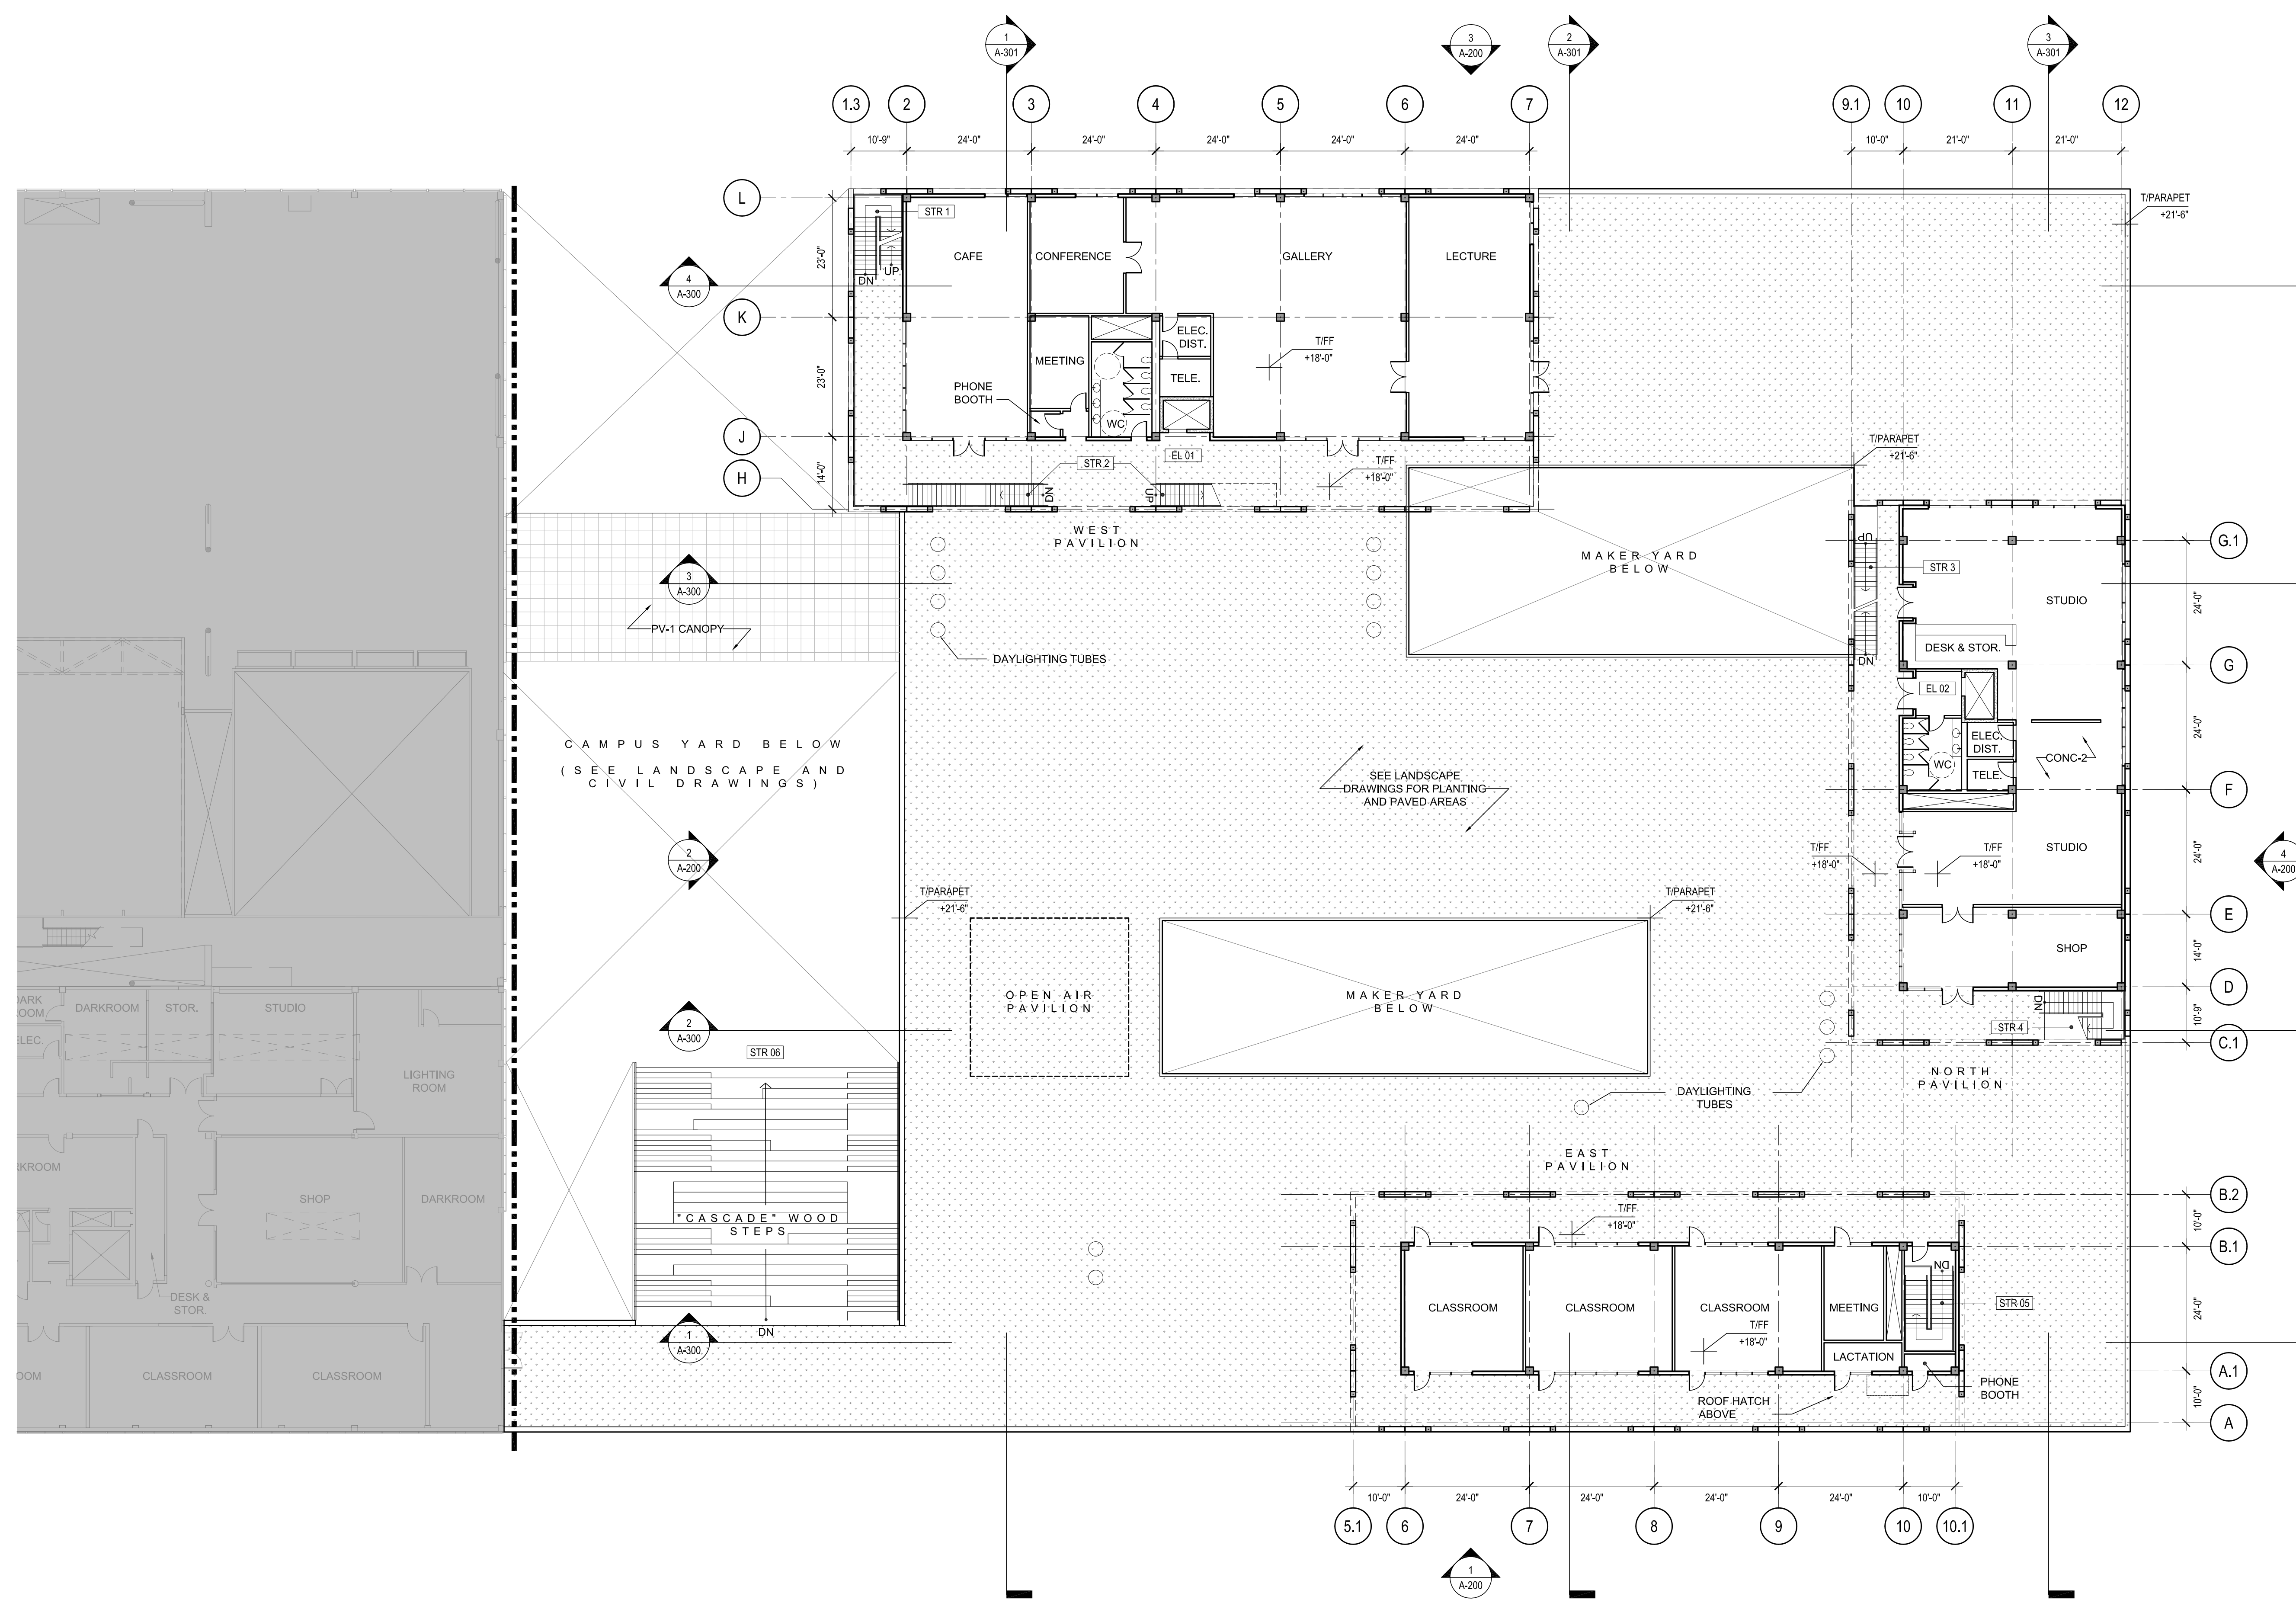 1
A-301
3
A-200
2
A-301
3
A-301
1.3
2
3
4
5
6
7
9.1
10
11
12
10'-9"
24'-0"
24'-0"
24'-0"
24'-0"
24'-0"
10'-0"
21'-0"
21'-0"
L
K
J
H
23'-0"
23'-0"
14'-0"
T/PARAPET
+21'-6"
STR 1
DN
UP
CAFE
CONFERENCE
GALLERY
LECTURE
4
A-300
MEETING
ELEC.
DIST.
TELE.
T/FF
+18'-0"
PHONE
BOOTH
WC
EL 01
STR 2
DN
UP
T/FF
+18'-0"
T/PARAPET
+21'-6"
WEST
PAVILION
MAKER YARD
BELOW
3
A-300
PV-1 CANOPY
DAYLIGHTING TUBES
UP
STR 3
DN
STUDIO
DESK & STOR.
EL 02
ELEC.
DIST.
WC
TELE.
CONC-2
G.1
G
F
E
D
C.1
24'-0"
24'-0"
24'-0"
14'-0"
10'-9"
CAMPUS YARD BELOW
(SEE LANDSCAPE AND
CIVIL DRAWINGS)
SEE LANDSCAPE
DRAWINGS FOR PLANTING
AND PAVED AREAS
2
A-200
T/FF
+18'-0"
T/FF
+18'-0"
STUDIO
4
A-200
T/PARAPET
+21'-6"
T/PARAPET
+21'-6"
SHOP
OPEN AIR
PAVILION
MAKER YARD
BELOW
DN
STR 4
2
A-300
STR 06
NORTH
PAVILION
DAYLIGHTING
TUBES
EAST
PAVILION
DARK
ROOM
DARKROOM
STOR.
STUDIO
ELEC.
LIGHTING
ROOM
RKROOM
SHOP
DARKROOM
DESK &
STOR.
OOM
CLASSROOM
CLASSROOM
"CASCADE" WOOD
STEPS
DN
1
A-300
T/FF
+18'-0"
CLASSROOM
CLASSROOM
CLASSROOM
MEETING
DN
STR 05
T/FF
+18'-0"
LACTATION
PHONE
BOOTH
ROOF HATCH
ABOVE
B.2
B.1
A.1
A
10'-0"
24'-0"
10'-0"
10'-0"
24'-0"
24'-0"
24'-0"
24'-0"
10'-0"
5.1
6
7
8
9
10
10.1
1
A-200